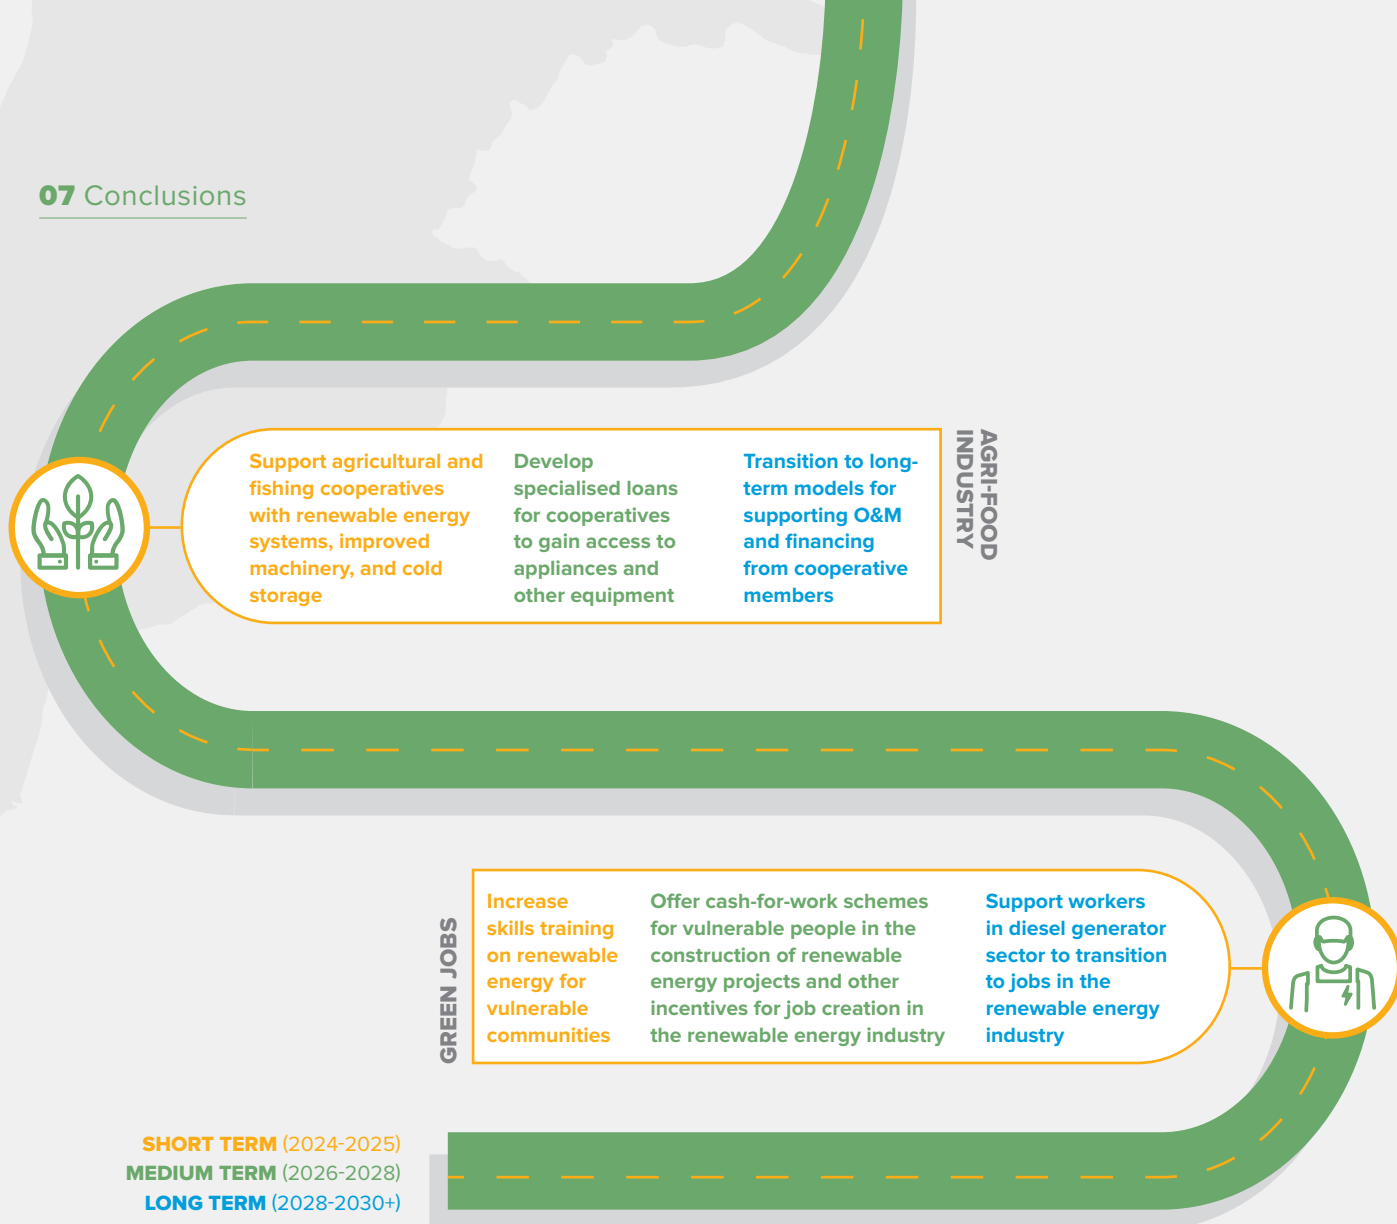 07 Conclusions
Support agricultural and
fishing cooperatives
with renewable energy
systems, improved
machinery, and cold
storage
Develop
specialised loans
for cooperatives
to gain access to
appliances and
other equipment
Transition to long-
term models for
supporting O&M
and financing
from cooperative
members
AGRI-FOOD
INDUSTRY
GREEN JOBS
Increase
skills training
on renewable
energy for
vulnerable
communities
Offer cash-for-work schemes
for vulnerable people in the
construction of renewable
energy projects and other
incentives for job creation in
the renewable energy industry
Support workers
in diesel generator
sector to transition
to jobs in the
renewable energy
industry
SHORT TERM (2024-2025)
MEDIUM TERM (2026-2028)
LONG TERM (2028-2030+)